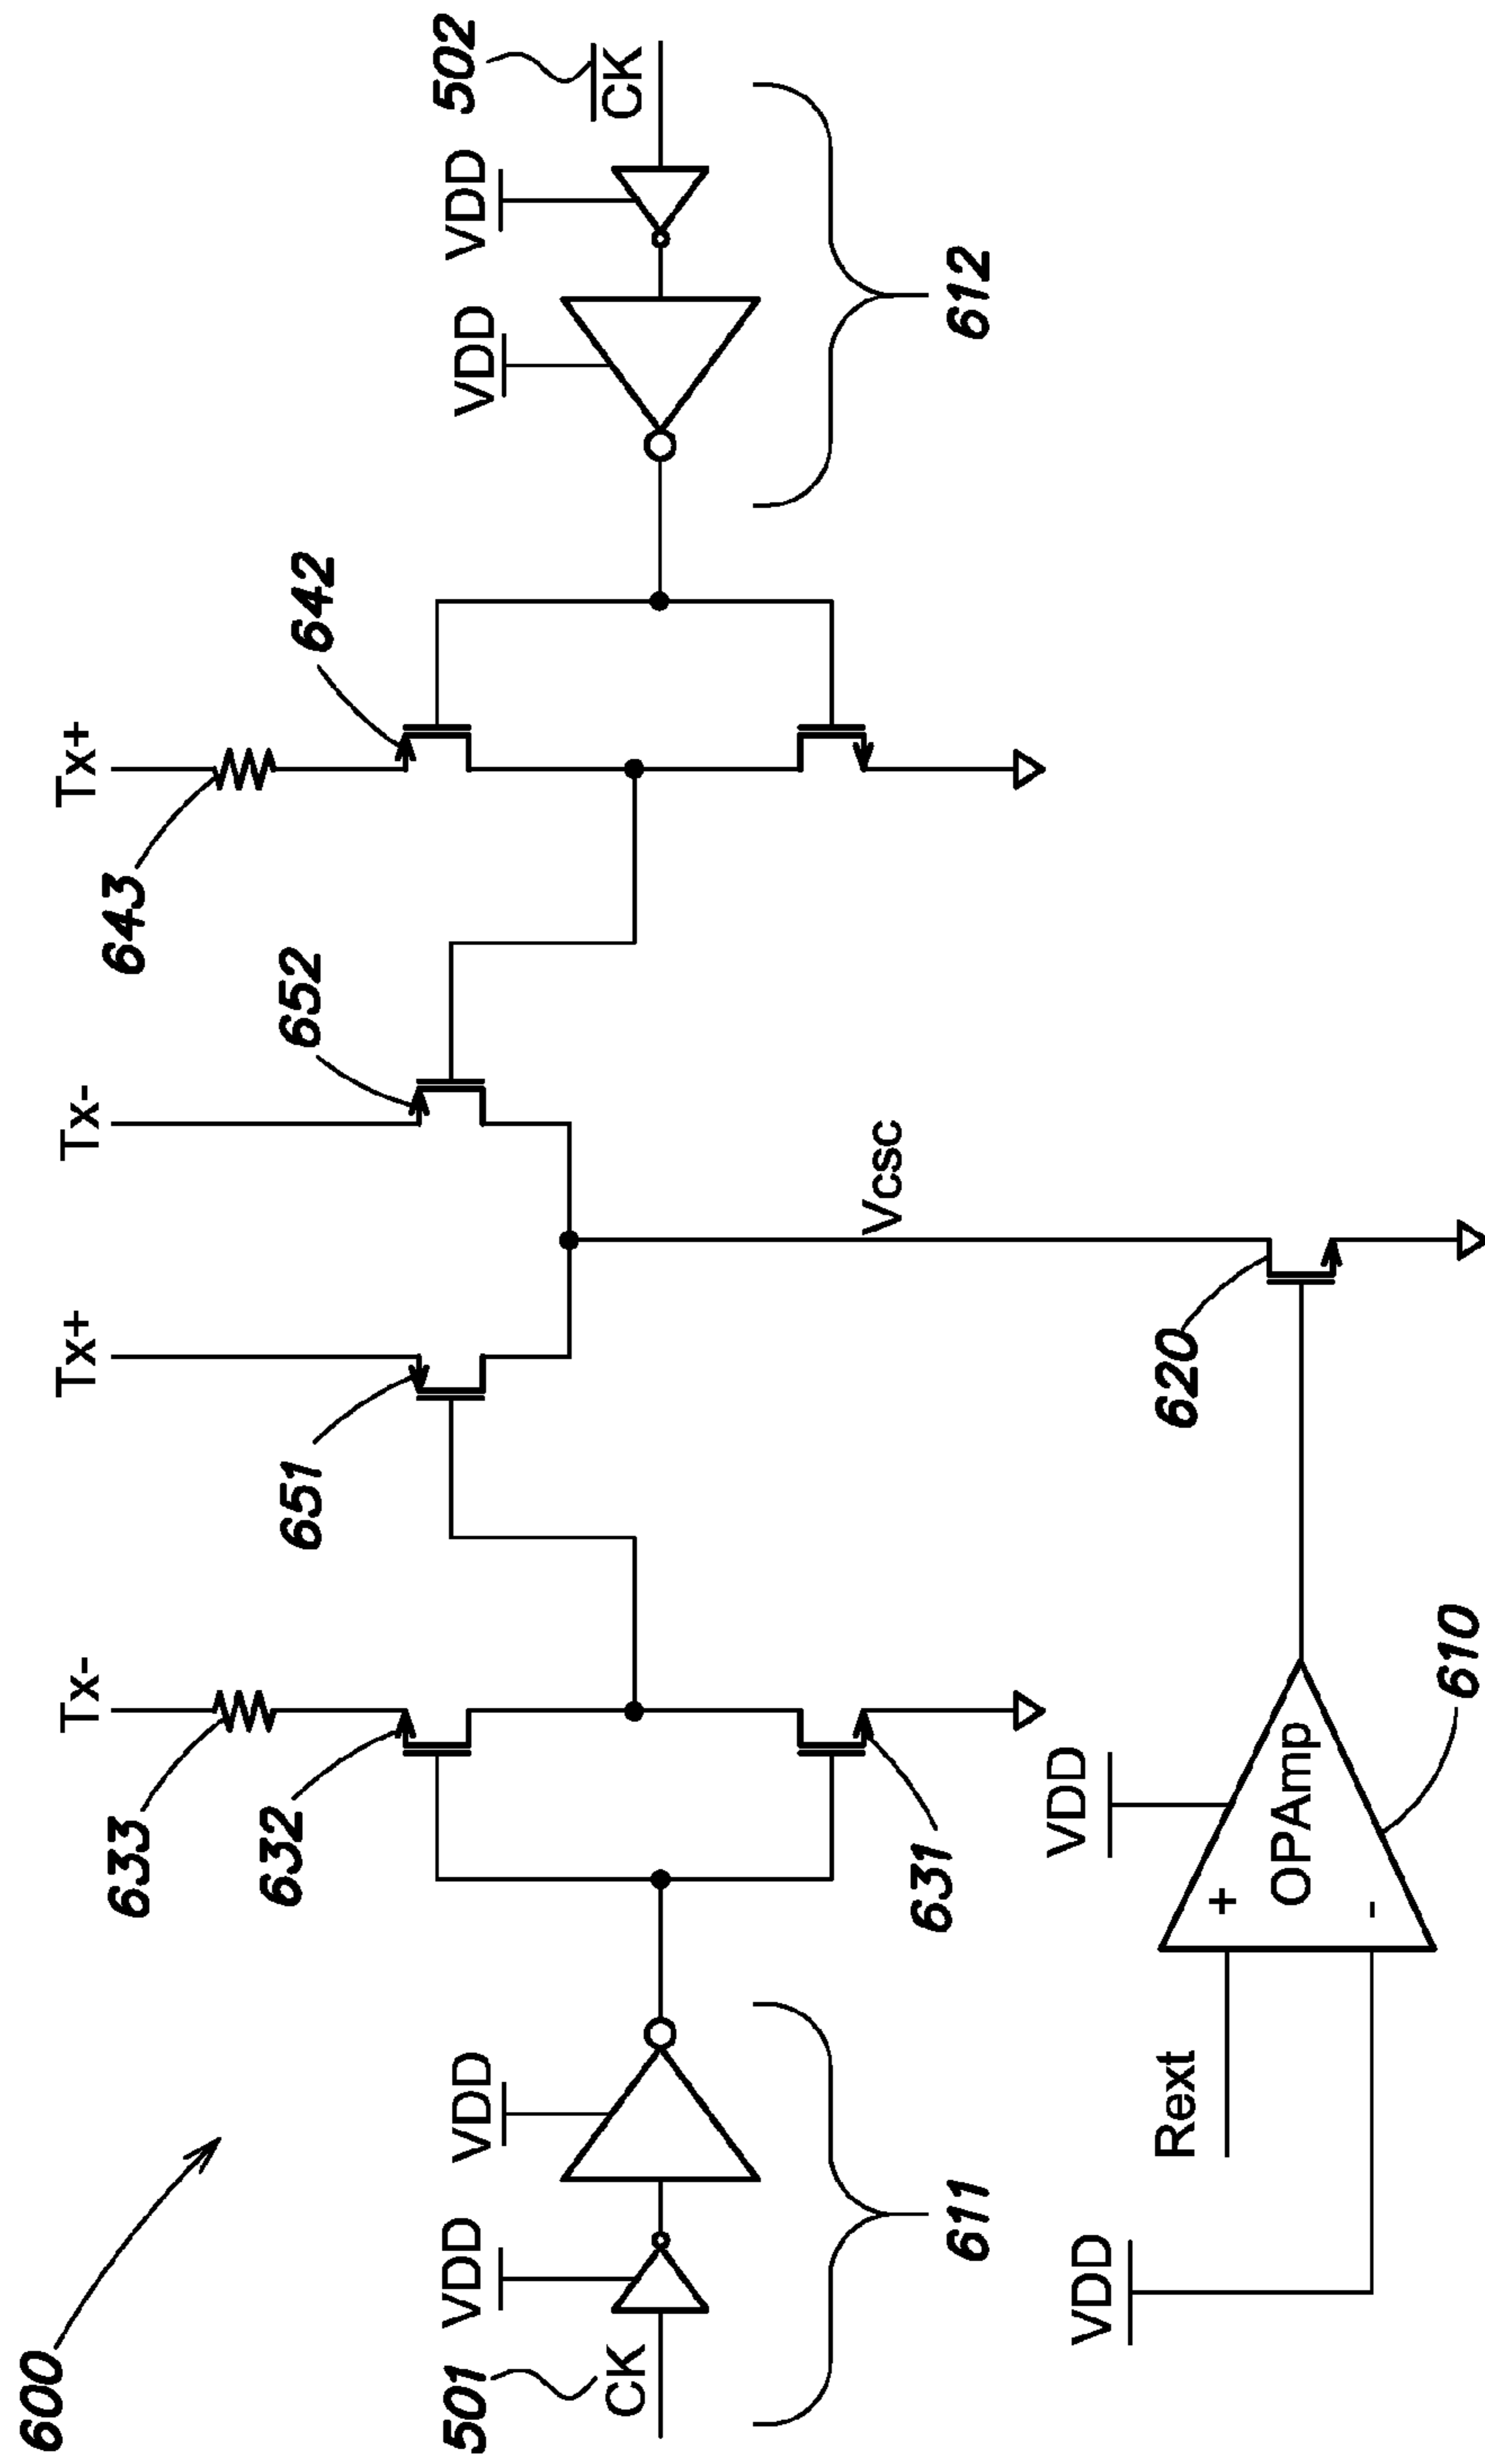 600
Tx-
Tx+
Tx-
Tx+
633
632
651
652
643
642
501
CK
VDD
VDD
VDD
VDD
502
CK
611
631
Vcsc
612
VDD
Rext
VDD
+
-
OPAmp
610
620